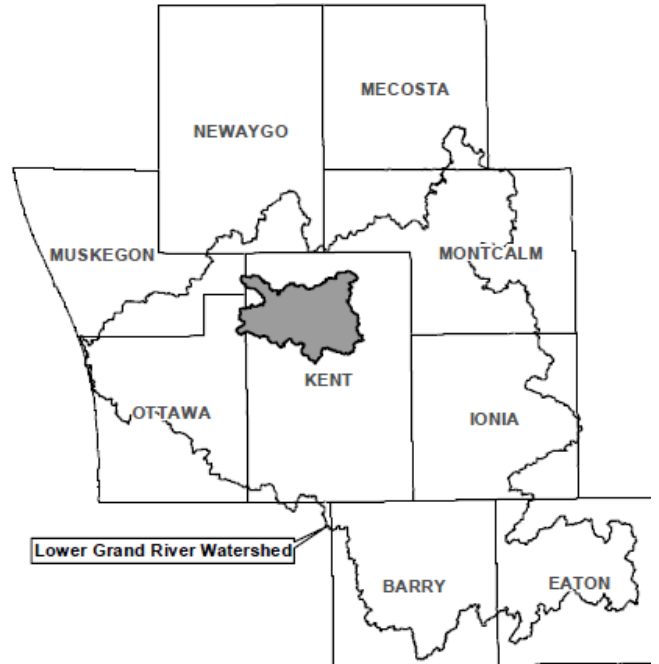 MECOSTA
NEWAYGO
MUSKEGON
MONTCALM
KENT
OTTAWA
IONIA
Lower Grand River Watershed
BARRY
EATON